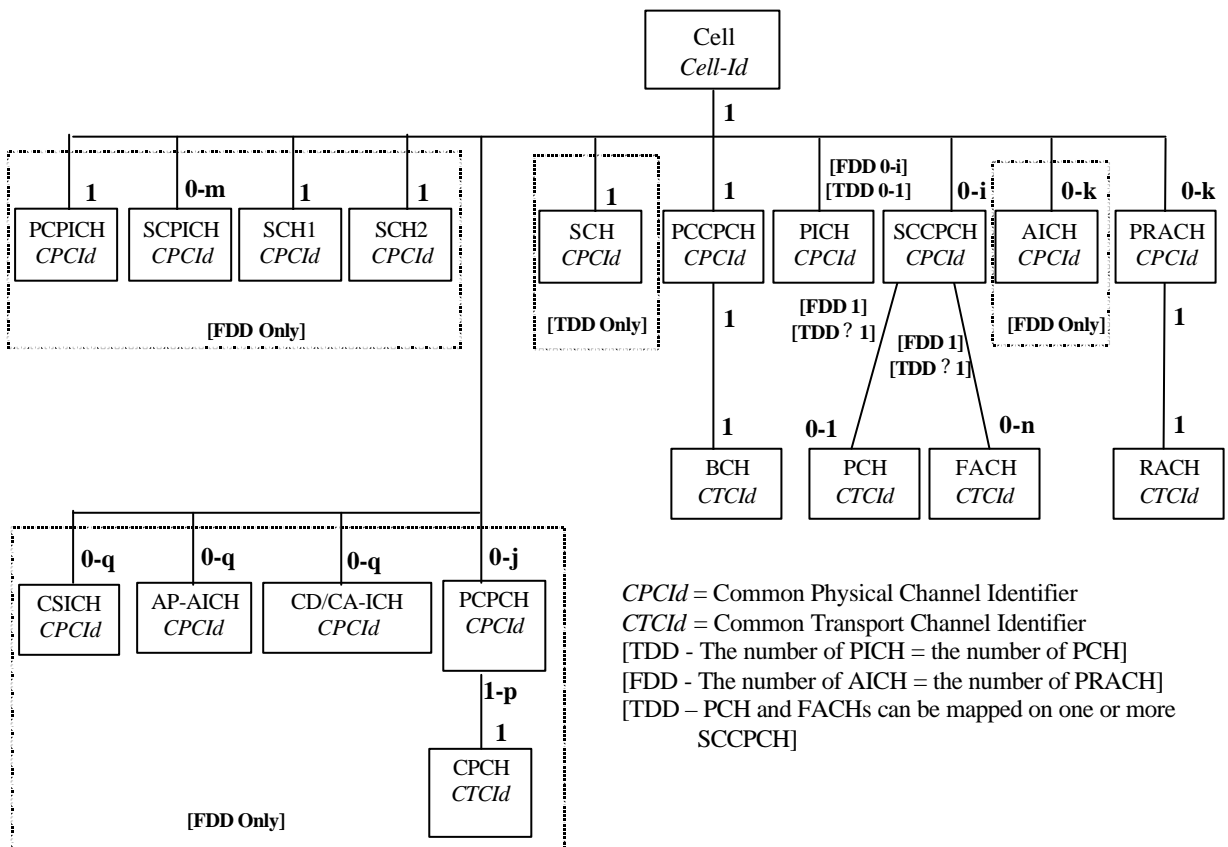 Cell
Cell-Id
1
1
0-m
1
1
1
1
[FDD 0-i]
[TDD 0-1]
0-i
0-k
0-k
PCPICH
CPCId
SCPICH
CPCId
SCH1
CPCId
SCH2
CPCId
SCH
CPCId
PCCPCH
CPCId
PICH
CPCId
SCCPCH
CPCId
AICH
CPCId
PRACH
CPCId
[FDD Only]
[TDD Only]
[FDD Only]
1
[FDD 1]
[TDD ? 1]
[FDD 1]
[TDD ? 1]
1
1
0-1
0-n
1
BCH
CTCId
PCH
CTCId
FACH
CTCId
RACH
CTCId
0-q
0-q
0-q
0-j
CSICH
CPCId
AP-AICH
CPCId
CD/CA-ICH
CPCId
PCPCH
CPCId
1-p
1
CPCH
CTCId
[FDD Only]
CPCId = Common Physical Channel Identifier
CTCId = Common Transport Channel Identifier
[TDD - The number of PICH = the number of PCH]
[FDD - The number of AICH = the number of PRACH]
[TDD – PCH and FACHs can be mapped on one or more
SCCPCH]